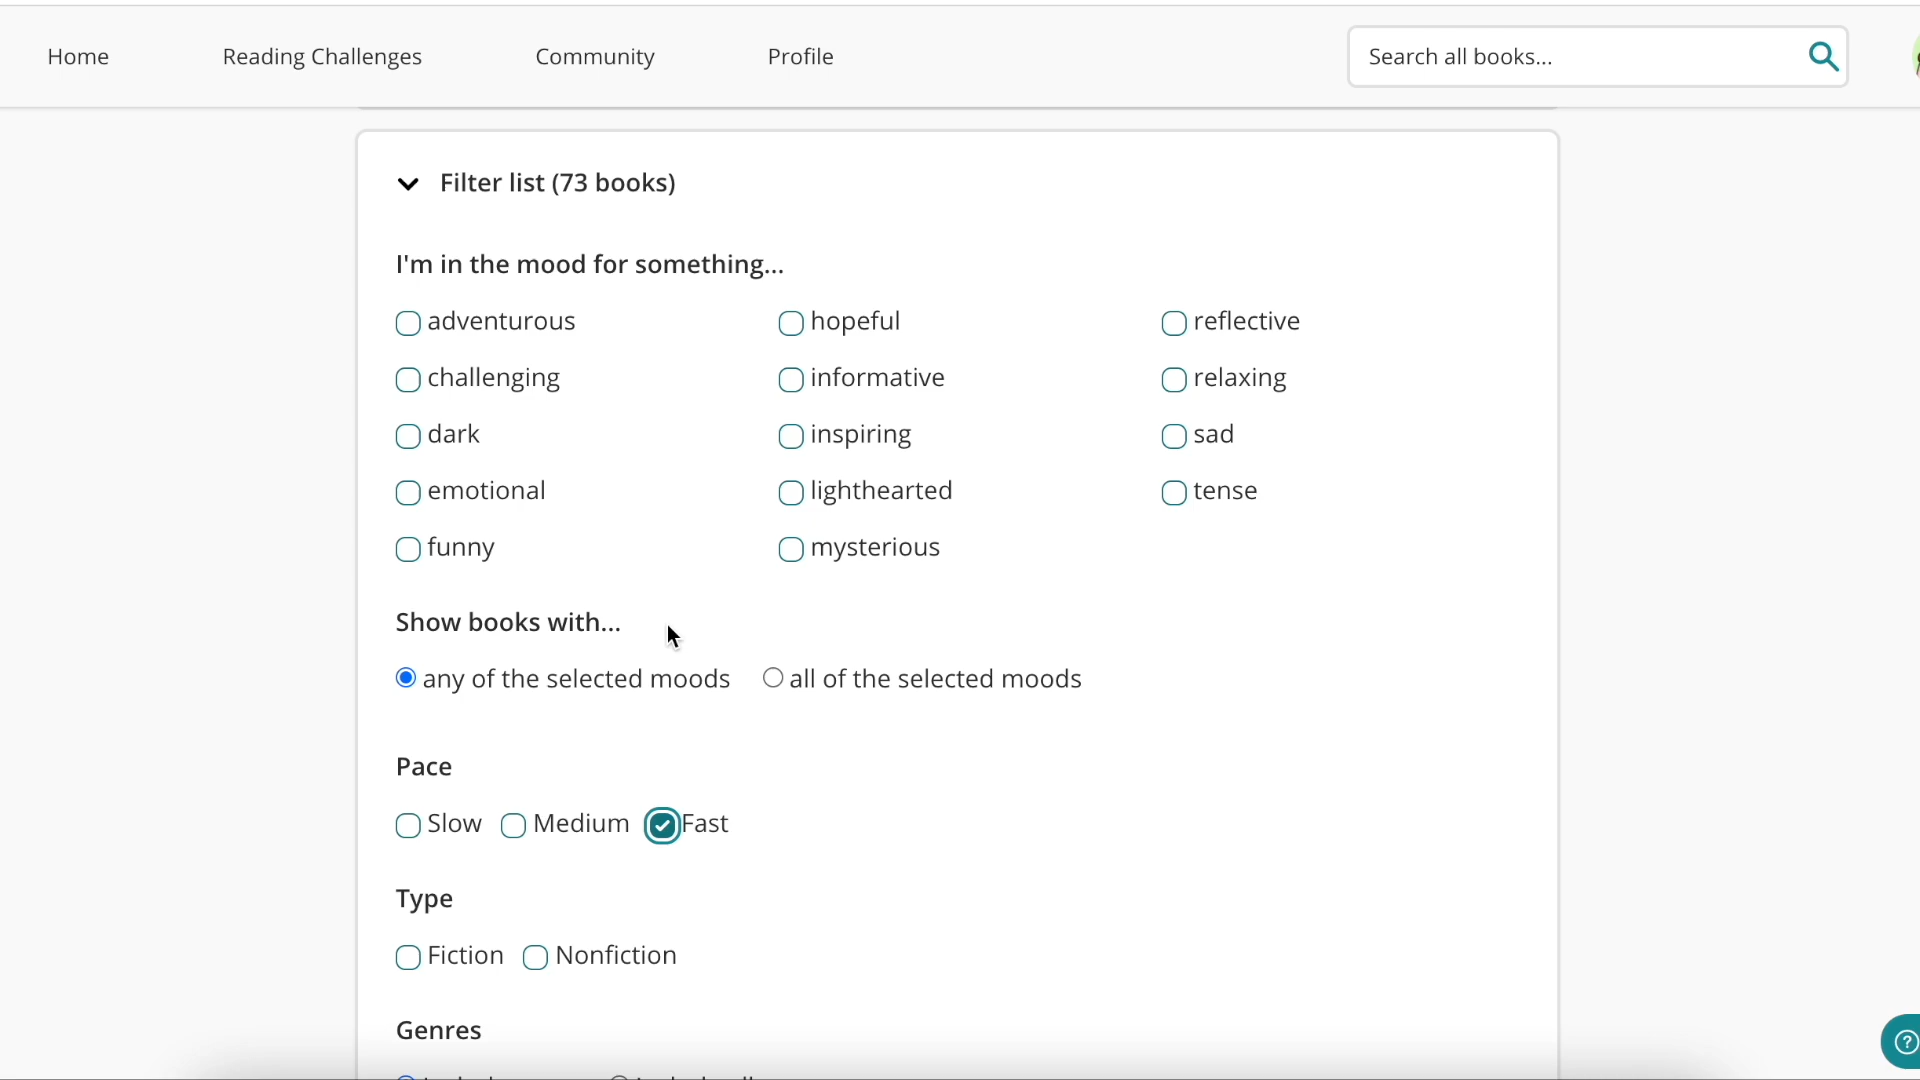 Home Reading Challenges Community Profile Search all books...
Filter list (73 books)
I'm in the mood for something...
adventurous hopeful reflective
challenging informative relaxing
dark inspiring sad
emotional lighthearted tense
funny mysterious
Show books with...
any of the selected moods all of the selected moods
Pace
Slow Medium Fast
Type
Fiction Nonfiction
Genres